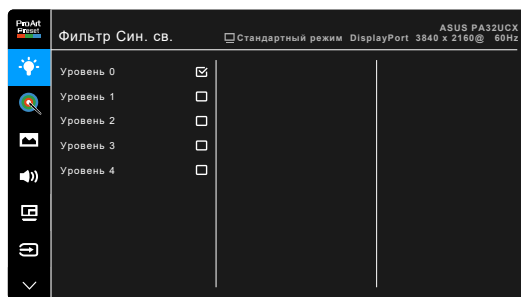 ProArt
Preset
Фильтр Син. св.
ASUS PA32UCX
Стандартный режим DisplayPort 3840 x 2160@ 60Hz
Уровень 0
Уровень 1
Уровень 2
Уровень 3
Уровень 4